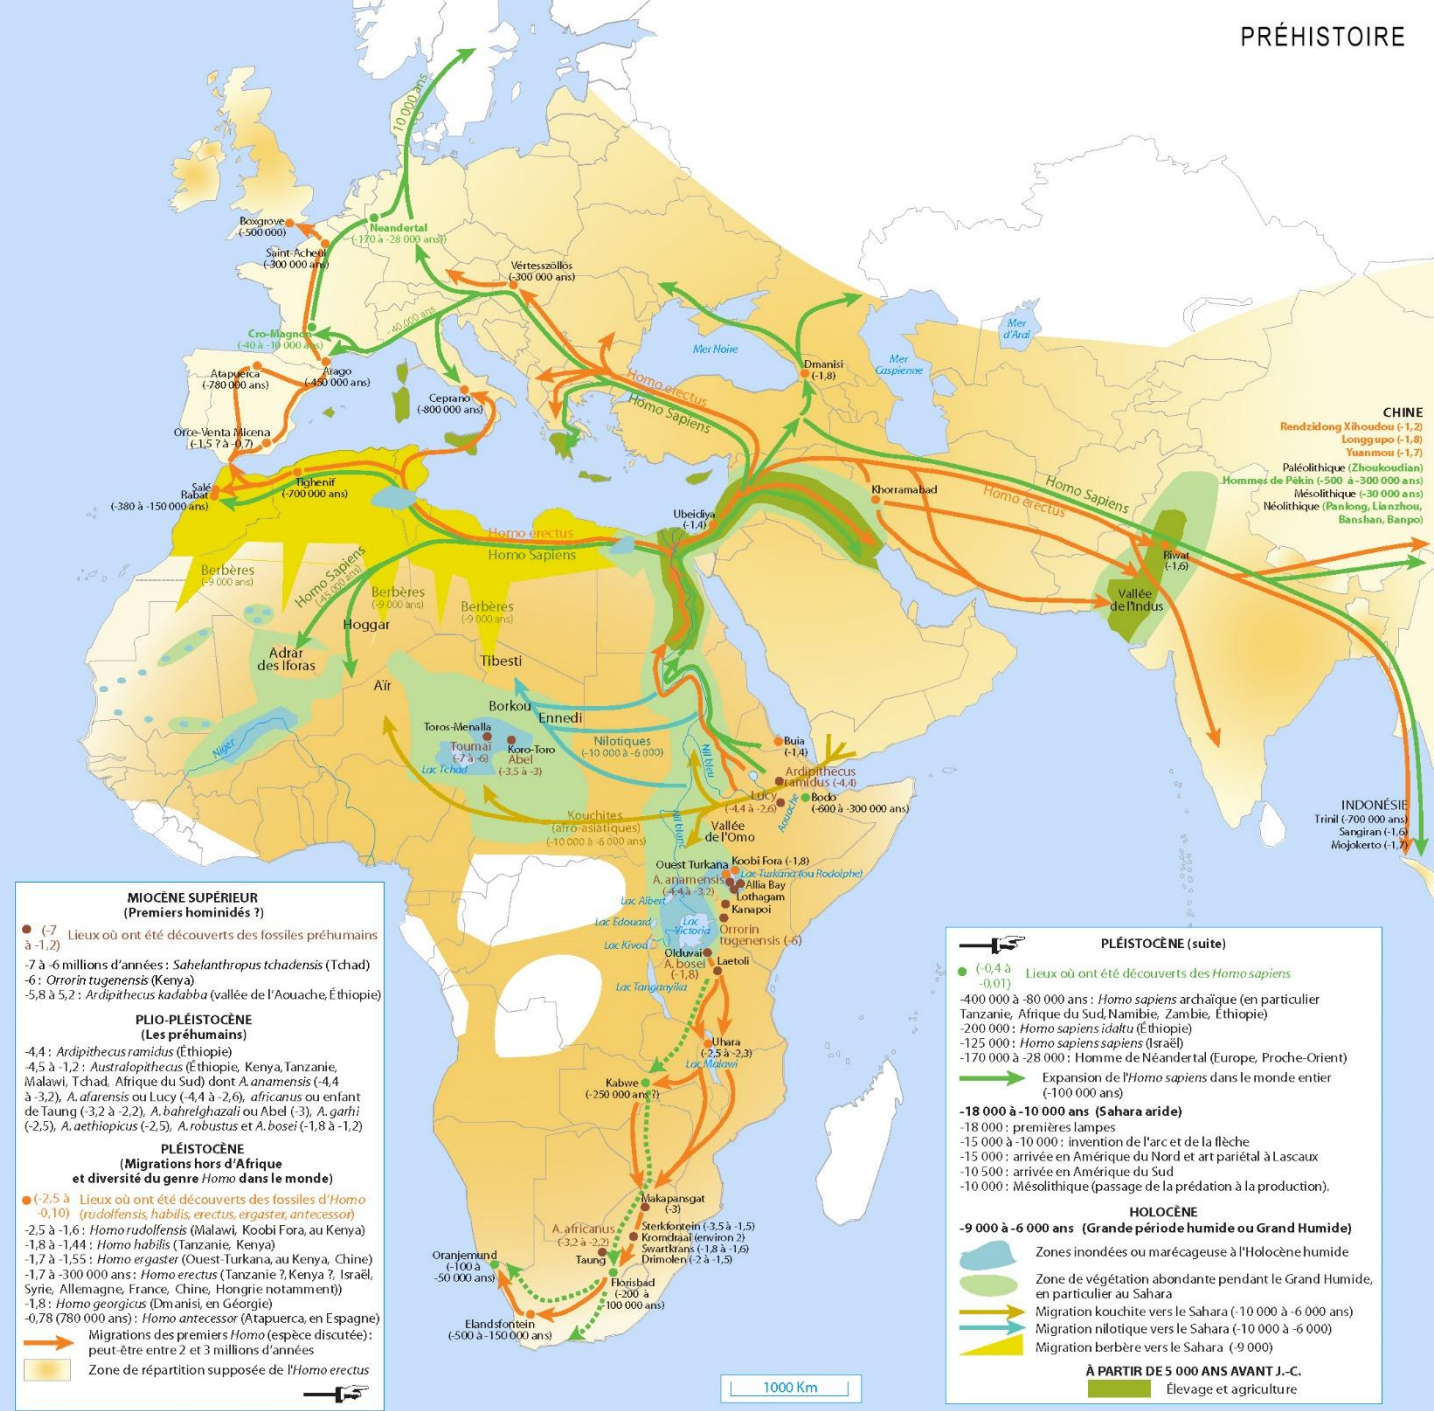 PRÉHISTOIRE
10 000 ans
Boxgrove
(-500 000)
Saint-Acheul
(-300 000 ans)
Neandertal
(-170 à -28 000 ans)
Vértesszöllös
(-300 000 ans)
- 40 000 ans
Cro-Magnon
(-40 à -10 000 ans)
Atapuerca
(-780 000 ans)
Arago
(-450 000 ans)
Ceprano
(-800 000 ans)
Orce-Venta Micena
(-1,5 ? à -0,7)
Salé
Rabat
(-380 à -150 000 ans)
Tighenif
(-700 000 ans)
Mer Noire
Mer
Caspienne
Mer
d'Aral
Dmanisi
(-1,8)
Homo erectus
Homo Sapiens
Ubeidiya
(-1,4)
Khorramabad
Homo Sapiens
Homo erectus
CHINE
Rendzidong Xihoudou (-1,2)
Longgupo (-1,8)
Yuanmou (-1,7)
Paléolithique (Zhoukoudian)
Hommes de Pékin (-500 à -300 000 ans)
Mésolithique (-30 000 ans)
Néolithique (Panlong, Lianzhou,
Banshan, Banpo)
Riwat
(-1,6)
Vallée
de l'Indus
Homo erectus
Homo Sapiens
Homo Sapiens
(-45 000 ans)
Berbères
(-9 000 ans)
Berbères
(-9 000 ans)
Berbères
(-9 000 ans)
Hoggar
Adrar
des Iforas
Tibesti
Aïr
Borkou
Ennedi
Toros-Menalla
Toumaï
(-7 à -6)
Koro-Toro
Abel
(-3,5 à -3)
Lac Tchad
Niger
Nilotiques
(-10 000 à -6 000)
Nil bleu
Nil blanc
Kouchites
(afro-asiatiques)
(-10 000 à -6 000 ans)
Buia
(-1,4)
Ardipithecus
ramidus (-4,4)
Lucy
(-4,4 à -2,6)
Aouache
Bodo
(-600 à -300 000 ans)
Vallée
de l'Omo
Ouest Turkana
Koobi Fora (-1,8)
Lac Turkana (ou Rodolphe)
A. anamensis
(-4,4 à -3,2)
Allia Bay
Lothagam
Kanapoi
Orrorin
tugenensis (-6)
Lac Albert
Lac Edouard
Lac Kivou
Lac
Victoria
Olduvai
A. bosei
(-1,8)
Laetoli
Lac Tanganyika
Uhara
(-2,5 à -2,3)
Lac Malawi
Kabwe
(-250 000 ans ?)
Makapansgat
(-3)
Sterkfontein (-3,5 à -1,5)
Kromdraai (environ 2)
Swartkrans (-1,8 à -1,6)
Drimolen (-2 à -1,5)
A. africanus
(-3,2 à -2,2)
Taung
Oranjemund
(-100 à
-50 000 ans)
Florisbad
(-200 à
100 000 ans)
Elandsfontein
(-500 à -150 000 ans)
INDONÉSIE
Trinil (-700 000 ans)
Sangiran (-1,6)
Mojokerto (-1,7)
1000 Km
MIOCÈNE SUPÉRIEUR
(Premiers hominidés ?)
(-7
à -1,2) Lieux où ont été découverts des fossiles préhumains
-7 à -6 millions d'années : Sahelanthropus tchadensis (Tchad)
-6 : Orrorin tugenensis (Kenya)
-5,8 à 5,2 : Ardipithecus kadabba (vallée de l'Aouache, Éthiopie)
PLIO-PLÉISTOCÈNE
(Les préhumains)
-4,4 : Ardipithecus ramidus (Éthiopie)
-4,5 à -1,2 : Australopithecus (Éthiopie, Kenya, Tanzanie,
Malawi, Tchad, Afrique du Sud) dont A. anamensis (-4,4
à -3,2), A. afarensis ou Lucy (-4,4 à -2,6), africanus ou enfant
de Taung (-3,2 à -2,2), A. bahrelghazali ou Abel (-3), A. garhi
(-2,5), A. aethiopicus (-2,5), A. robustus et A. bosei (-1,8 à -1,2)
PLÉISTOCÈNE
(Migrations hors d'Afrique
et diversité du genre Homo dans le monde)
(-2,5 à
-0,10) Lieux où ont été découverts des fossiles d'Homo
(rudolfensis, habilis, erectus, ergaster, antecessor)
-2,5 à -1,6 : Homo rudolfensis (Malawi, Koobi Fora, au Kenya)
-1,8 à -1,44 : Homo habilis (Tanzanie, Kenya)
-1,7 à -1,55 : Homo ergaster (Ouest-Turkana, au Kenya, Chine)
-1,7 à -300 000 ans : Homo erectus (Tanzanie ?, Kenya ?, Israël,
Syrie, Allemagne, France, Chine, Hongrie notamment))
-1,8 : Homo georgicus (Dmanisi, en Géorgie)
-0,78 (780 000 ans) : Homo antecessor (Atapuerca, en Espagne)
Migrations des premiers Homo (espèce discutée) :
peut-être entre 2 et 3 millions d'années
Zone de répartition supposée de l'Homo erectus
PLÉISTOCÈNE (suite)
(-0,4 à
-0,01) Lieux où ont été découverts des Homo sapiens
-400 000 à -80 000 ans : Homo sapiens archaïque (en particulier
Tanzanie, Afrique du Sud, Namibie, Zambie, Éthiopie)
-200 000 : Homo sapiens idaltu (Éthiopie)
-125 000 : Homo sapiens sapiens (Israël)
-170 000 à -28 000 : Homme de Néandertal (Europe, Proche-Orient)
Expansion de l'Homo sapiens dans le monde entier
(-100 000 ans)
-18 000 à -10 000 ans (Sahara aride)
-18 000 : premières lampes
-15 000 à -10 000 : invention de l'arc et de la flèche
-15 000 : arrivée en Amérique du Nord et art pariétal à Lascaux
-10 500 : arrivée en Amérique du Sud
-10 000 : Mésolithique (passage de la prédation à la production).
HOLOCÈNE
-9 000 à -6 000 ans (Grande période humide ou Grand Humide)
Zones inondées ou marécageuse à l'Holocène humide
Zone de végétation abondante pendant le Grand Humide,
en particulier au Sahara
Migration kouchite vers le Sahara (-10 000 à -6 000 ans)
Migration nilotique vers le Sahara (-10 000 à -6 000)
Migration berbère vers le Sahara (-9 000)
À PARTIR DE 5 000 ANS AVANT J.-C.
Élevage et agriculture